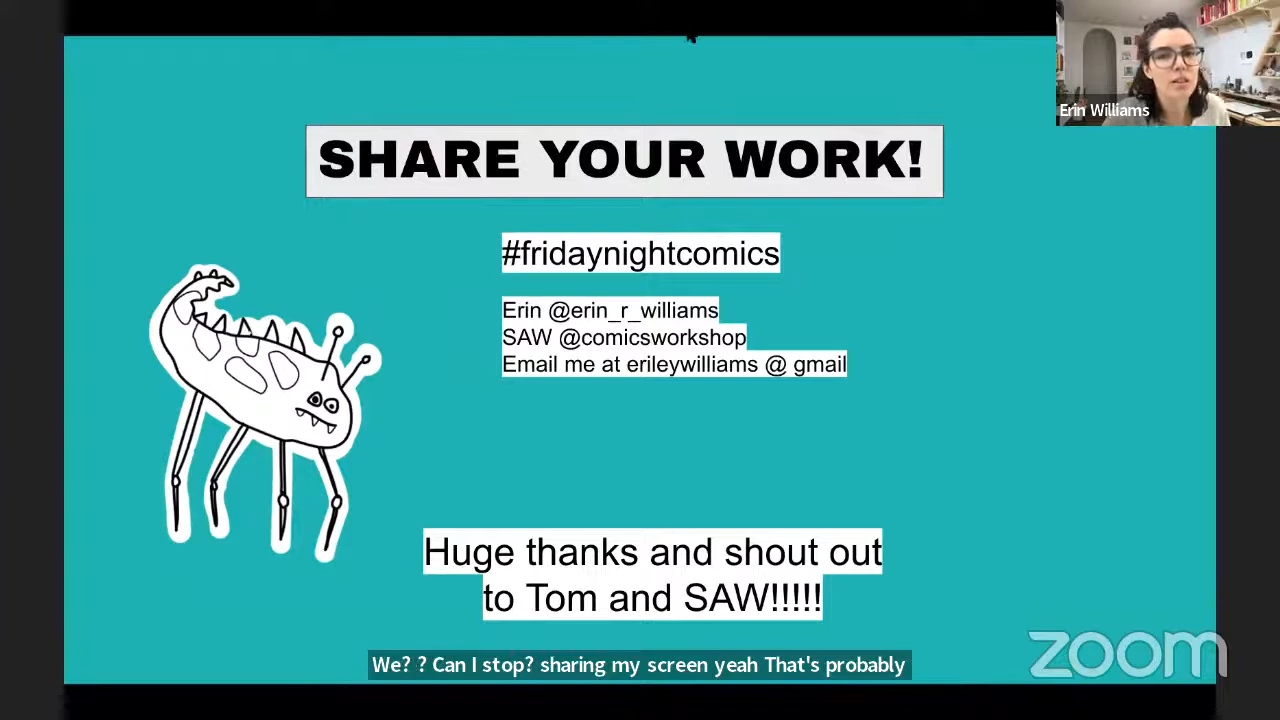 Erin Williams
SHARE YOUR WORK!
#fridaynightcomics
Erin @erin_r_williams
SAW @comicsworkshop
Email me at erileywilliams @ gmail
Huge thanks and shout out
to Tom and SAW!!!!!
We? ? Can I stop? sharing my screen yeah That's probably
zoom